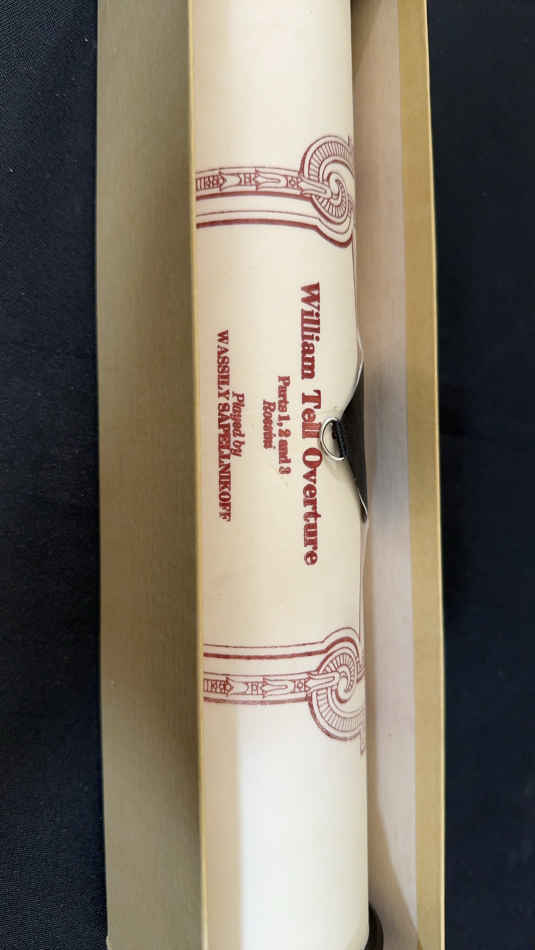 William Tell Overture
Parts 1, 2 and 3
Rossini
Played by
WASSILY SAPELLNIKOFF